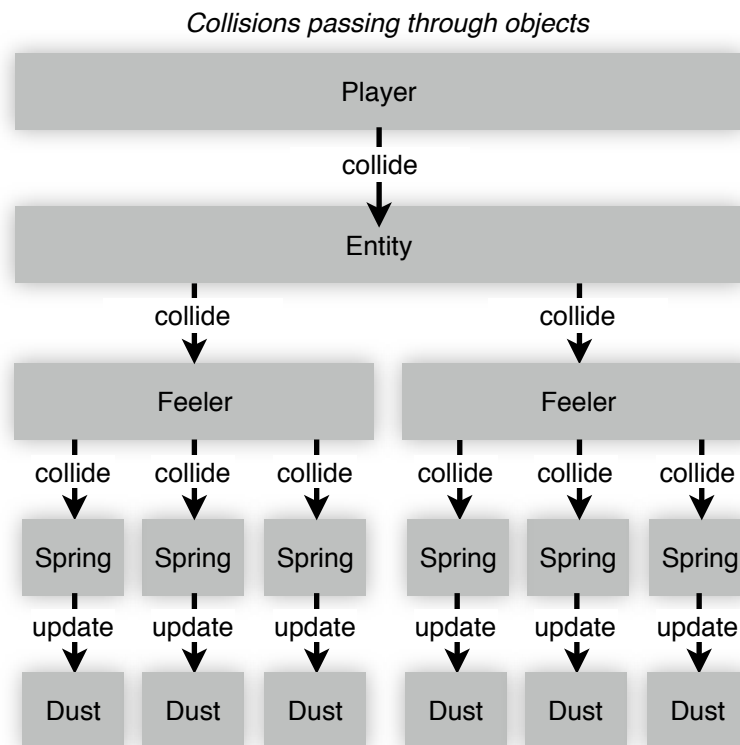 Collisions passing through objects
Player
collide
Entity
collide collide
Feeler Feeler
collide collide collide collide collide collide
Spring Spring Spring Spring Spring Spring
update update update update update update
Dust Dust Dust Dust Dust Dust